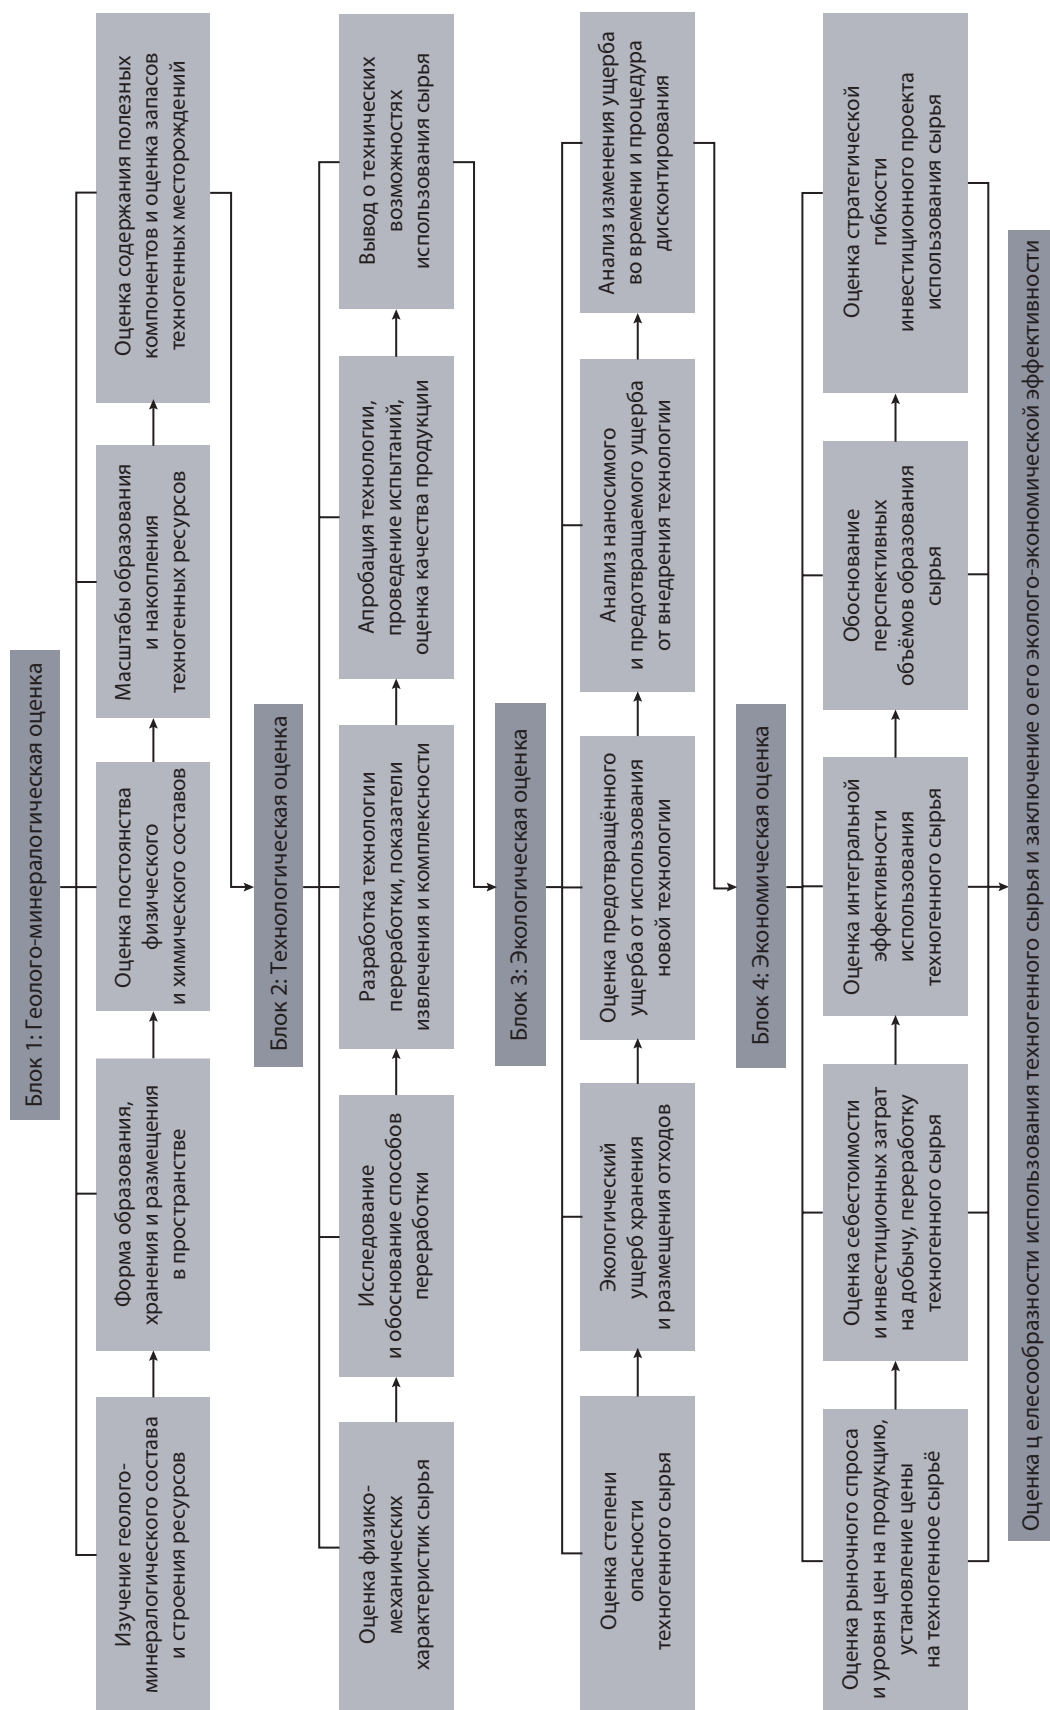 Блок 1: Геолого-минералогическая оценка
Изучение геолого-
минералогического состава
и строения ресурсов
Форма образования,
хранения и размещения
в пространстве
Оценка постоянства
физического
и химического составов
Масштабы образования
и накопления
техногенных ресурсов
Оценка содержания полезных
компонентов и оценка запасов
техногенных месторождений
Блок 2: Технологическая оценка
Оценка физико-
механических
характеристик сырья
Исследование
и обоснование способов
переработки
Разработка технологии
переработки, показатели
извлечения и комплексности
Апробация технологии,
проведение испытаний,
оценка качества продукции
Вывод о технических
возможностях
использования сырья
Блок 3: Экологическая оценка
Оценка степени
опасности
техногенного сырья
Экологический
ущерб хранения
и размещения отходов
Оценка предотвращённого
ущерба от использования
новой технологии
Анализ наносимого
и предотвращаемого ущерба
от внедрения технологии
Анализ изменения ущерба
во времени и процедура
дисконтирования
Блок 4: Экономическая оценка
Оценка рыночного спроса
и уровня цен на продукцию,
установление цены
на техногенное сырьё
Оценка себестоимости
и инвестиционных затрат
на добычу, переработку
техногенного сырья
Оценка интегральной
эффективности
использования
техногенного сырья
Обоснование
перспективных
объёмов образования
сырья
Оценка стратегической
гибкости
инвестиционного проекта
использования сырья
Оценка ц елесообразности использования техногенного сырья и заключение о его эколого-экономической эффективности